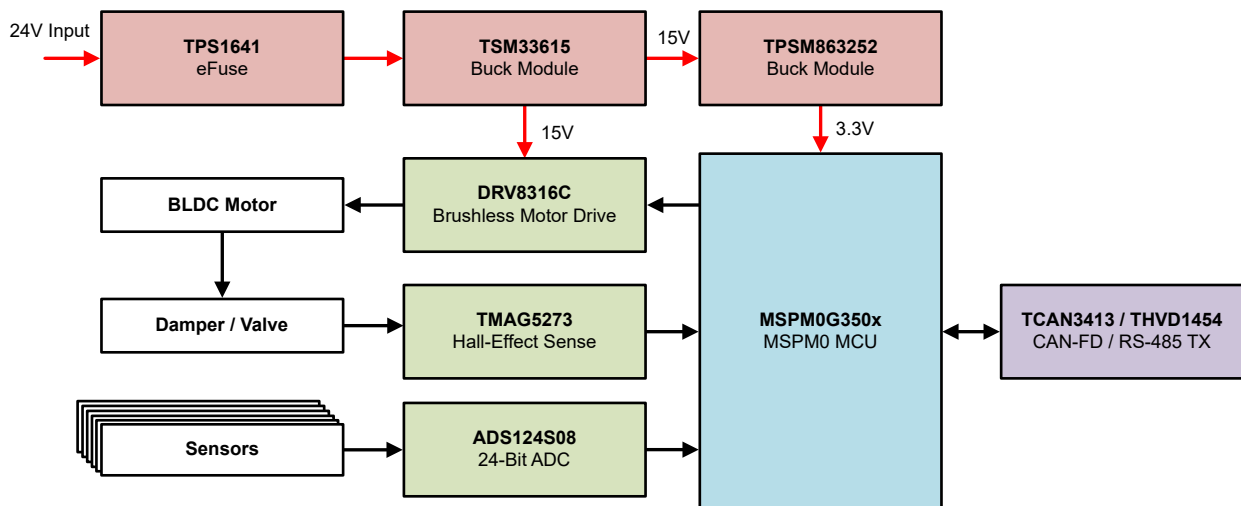 24V Input
TPS1641
eFuse
TSM33615
Buck Module
15V
TPSM863252
Buck Module
15V
3.3V
BLDC Motor
DRV8316C
Brushless Motor Drive
Damper / Valve
TMAG5273
Hall-Effect Sense
MSPM0G350x
MSPM0 MCU
TCAN3413 / THVD1454
CAN-FD / RS-485 TX
Sensors
ADS124S08
24-Bit ADC